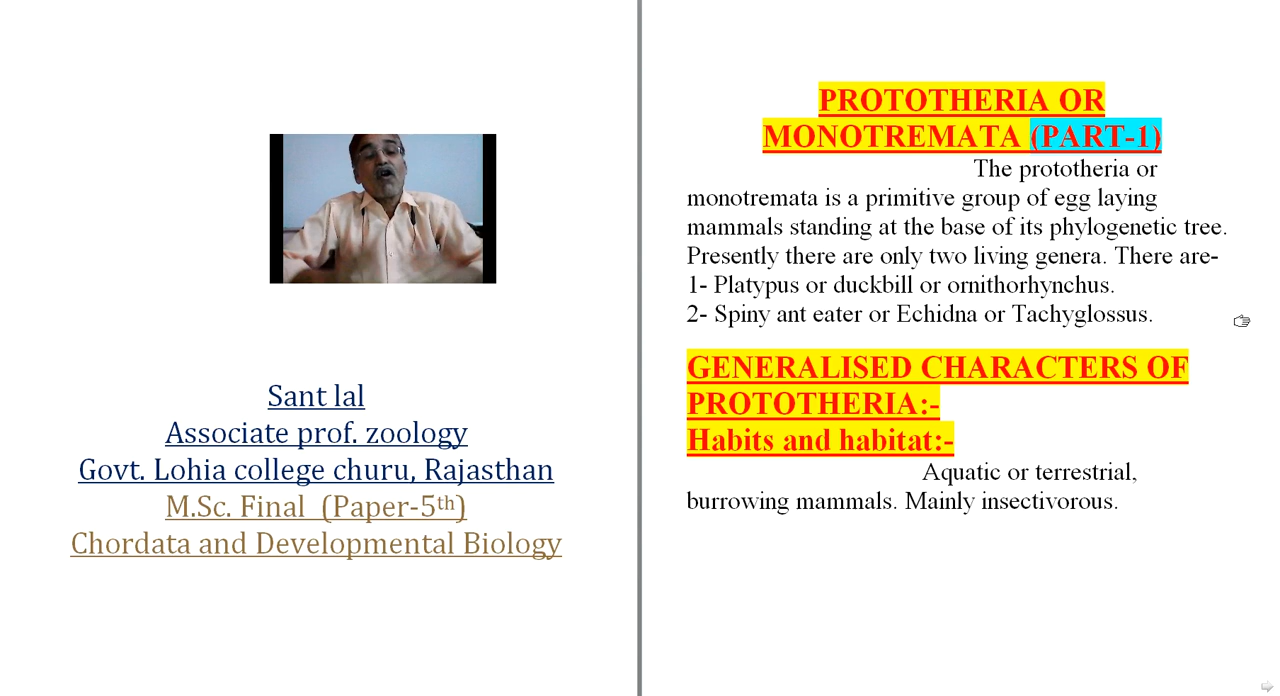 Sant lal
Associate prof. zoology
Govt. Lohia college churu, Rajasthan
M.Sc. Final (Paper-5th)
Chordata and Developmental Biology
PROTOTHERIA OR
MONOTREMATA (PART-1)
The prototheria or
monotremata is a primitive group of egg laying
mammals standing at the base of its phylogenetic tree.
Presently there are only two living genera. There are-
1- Platypus or duckbill or ornithorhynchus.
2- Spiny ant eater or Echidna or Tachyglossus.
GENERALISED CHARACTERS OF
PROTOTHERIA:-
Habits and habitat:-
Aquatic or terrestrial,
burrowing mammals. Mainly insectivorous.